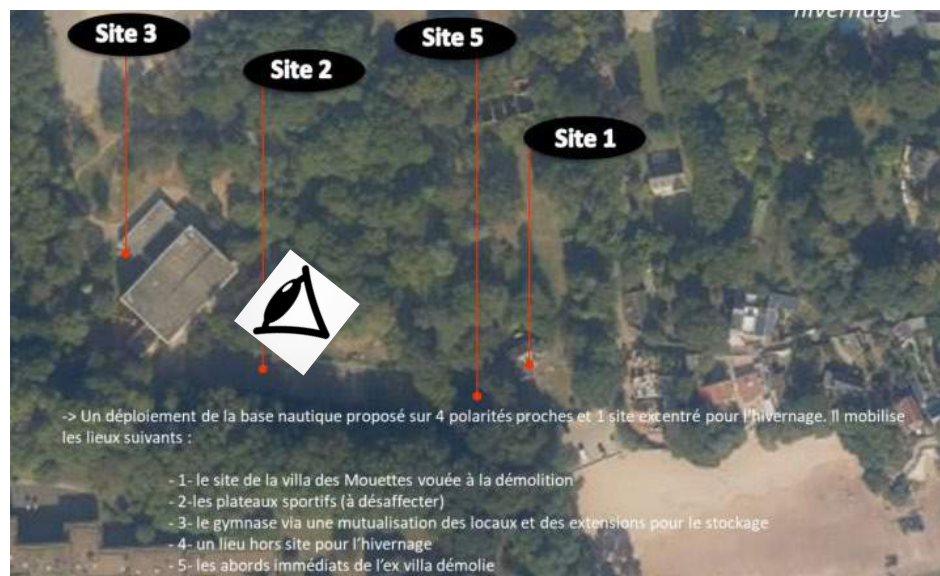 hivernage
Site 3
Site 5
Site 2
Site 1
-> Un déploiement de la base nautique proposé sur 4 polarités proches et 1 site excentré pour l'hivernage. Il mobilise
les lieux suivants :
- 1- le site de la villa des Mouettes vouée à la démolition
- 2-les plateaux sportifs (à désaffecter)
- 3- le gymnase via une mutualisation des locaux et des extensions pour le stockage
- 4- un lieu hors site pour l'hivernage
- 5- les abords immédiats de l'ex villa démolie